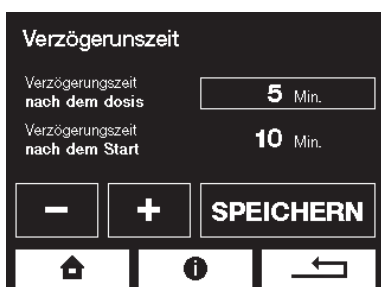 Verzögerunszeit
Verzögerungszeit
nach dem dosis
5 Min.
Verzögerungszeit
nach dem Start
10 Min.
− + SPEICHERN